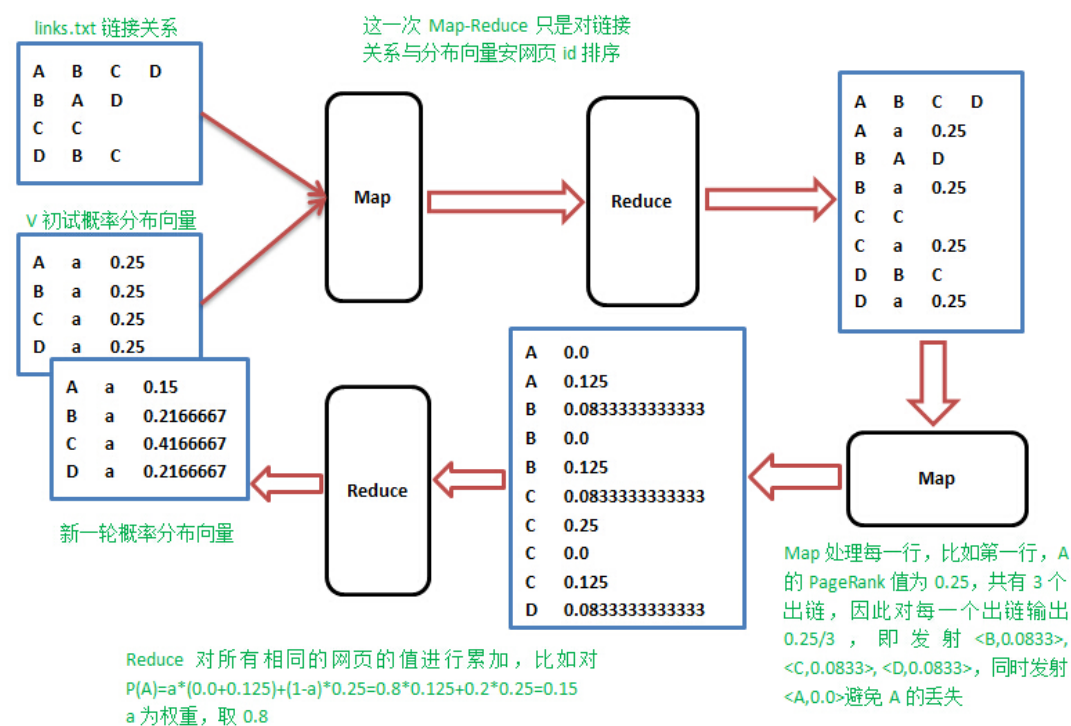 links.txt 链接关系
A B C D
B A D
C C
D B C
V 初试概率分布向量
A a 0.25
B a 0.25
C a 0.25
D a 0.25
这一次 Map-Reduce 只是对链接
关系与分布向量安网页 id 排序
Map
Reduce
A B C D
A a 0.25
B A D
B a 0.25
C C
C a 0.25
D B C
D a 0.25
Map
Map 处理每一行，比如第一行，A
的 PageRank 值为 0.25，共有 3 个
出链，因此对每一个出链输出
0.25/3，即发射 <B,0.0833>,
<C,0.0833>, <D,0.0833>，同时发射
<A,0.0>避免 A 的丢失
A 0.0
A 0.125
B 0.0833333333333
B 0.0
B 0.125
C 0.0833333333333
C 0.25
C 0.0
C 0.125
D 0.0833333333333
Reduce
Reduce 对所有相同的网页的值进行累加，比如对
P(A)=a*(0.0+0.125)+(1-a)*0.25=0.8*0.125+0.2*0.25=0.15
a 为权重，取 0.8
A a 0.15
B a 0.2166667
C a 0.4166667
D a 0.2166667
新一轮概率分布向量